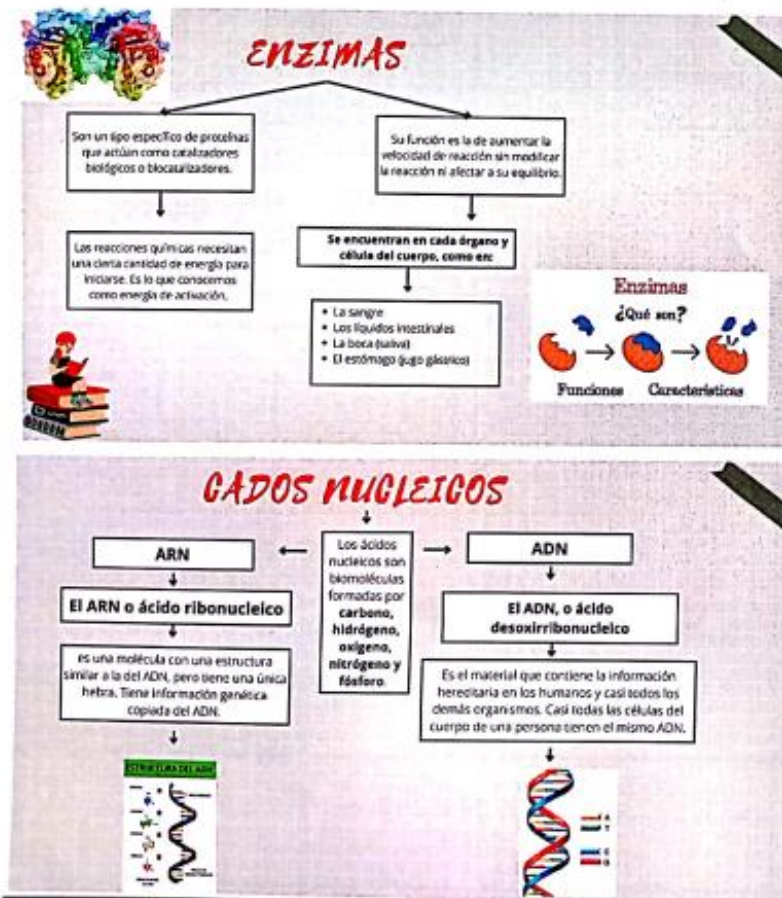 ENZIMAS
Son un tipo específico de proteínas
que actúan como catalizadores
biológicos o biocatalizadores.
Su función es la de aumentar la
velocidad de reacción sin modificar
la reacción ni afectar a su equilibrio.
Las reacciones químicas necesitan
una cierta cantidad de energía para
iniciarse. Es lo que conocemos
como energía de activación.
Se encuentran en cada órgano y
célula del cuerpo, como en:
• La sangre
• Los líquidos intestinales
• La boca (saliva)
• El estómago (jugo gástrico)
Enzimas
¿Qué son?
Funciones Características
CADOS NUCLEICOS
ARN
El ARN o ácido ribonucleico
es una molécula con una estructura
similar a la del ADN, pero tiene una única
hebra. Tiene información genética
copiada del ADN.
ESTRUCTURA DEL ARN
Los ácidos
nucleicos son
biomoléculas
formadas por
carbono,
hidrógeno,
oxígeno,
nitrógeno y
fósforo.
ADN
El ADN, o ácido
desoxirribonucleico
Es el material que contiene la información
hereditaria en los humanos y casi todos los
demás organismos. Casi todas las células del
cuerpo de una persona tienen el mismo ADN.